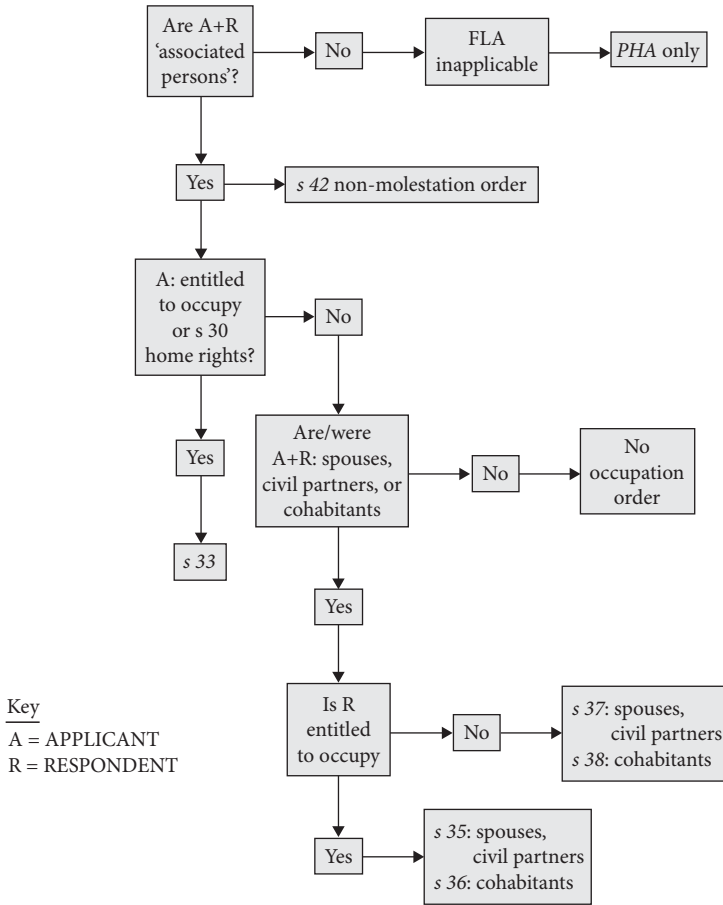 Are A+R
‘associated
persons’?
No
FLA
inapplicable
PHA only
Yes
s 42 non-molestation order
A: entitled
to occupy
or s 30
home rights?
No
Yes
s 33
Are/were
A+R: spouses,
civil partners, or
cohabitants
No
No
occupation
order
Yes
Is R
entitled
to occupy
No
s 37: spouses,
civil partners
s 38: cohabitants
Yes
s 35: spouses,
civil partners
s 36: cohabitants
Key
A = APPLICANT
R = RESPONDENT